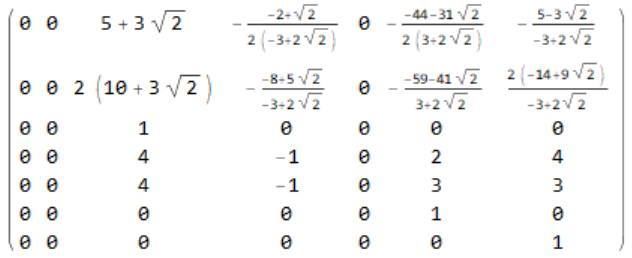 0 0 5 + 3 √2 - (-2+√2)/(2 (-3+2 √2)) 0 - (-44-31 √2)/(2 (3+2 √2)) - (5-3 √2)/(-3+2 √2)
0 0 2 (10 + 3 √2) - (-8+5 √2)/(-3+2 √2) 0 - (-59-41 √2)/(3+2 √2) (2 (-14+9 √2))/(-3+2 √2)
0 0 1 0 0 0 0
0 0 4 -1 0 2 4
0 0 4 -1 0 3 3
0 0 0 0 0 1 0
0 0 0 0 0 0 1